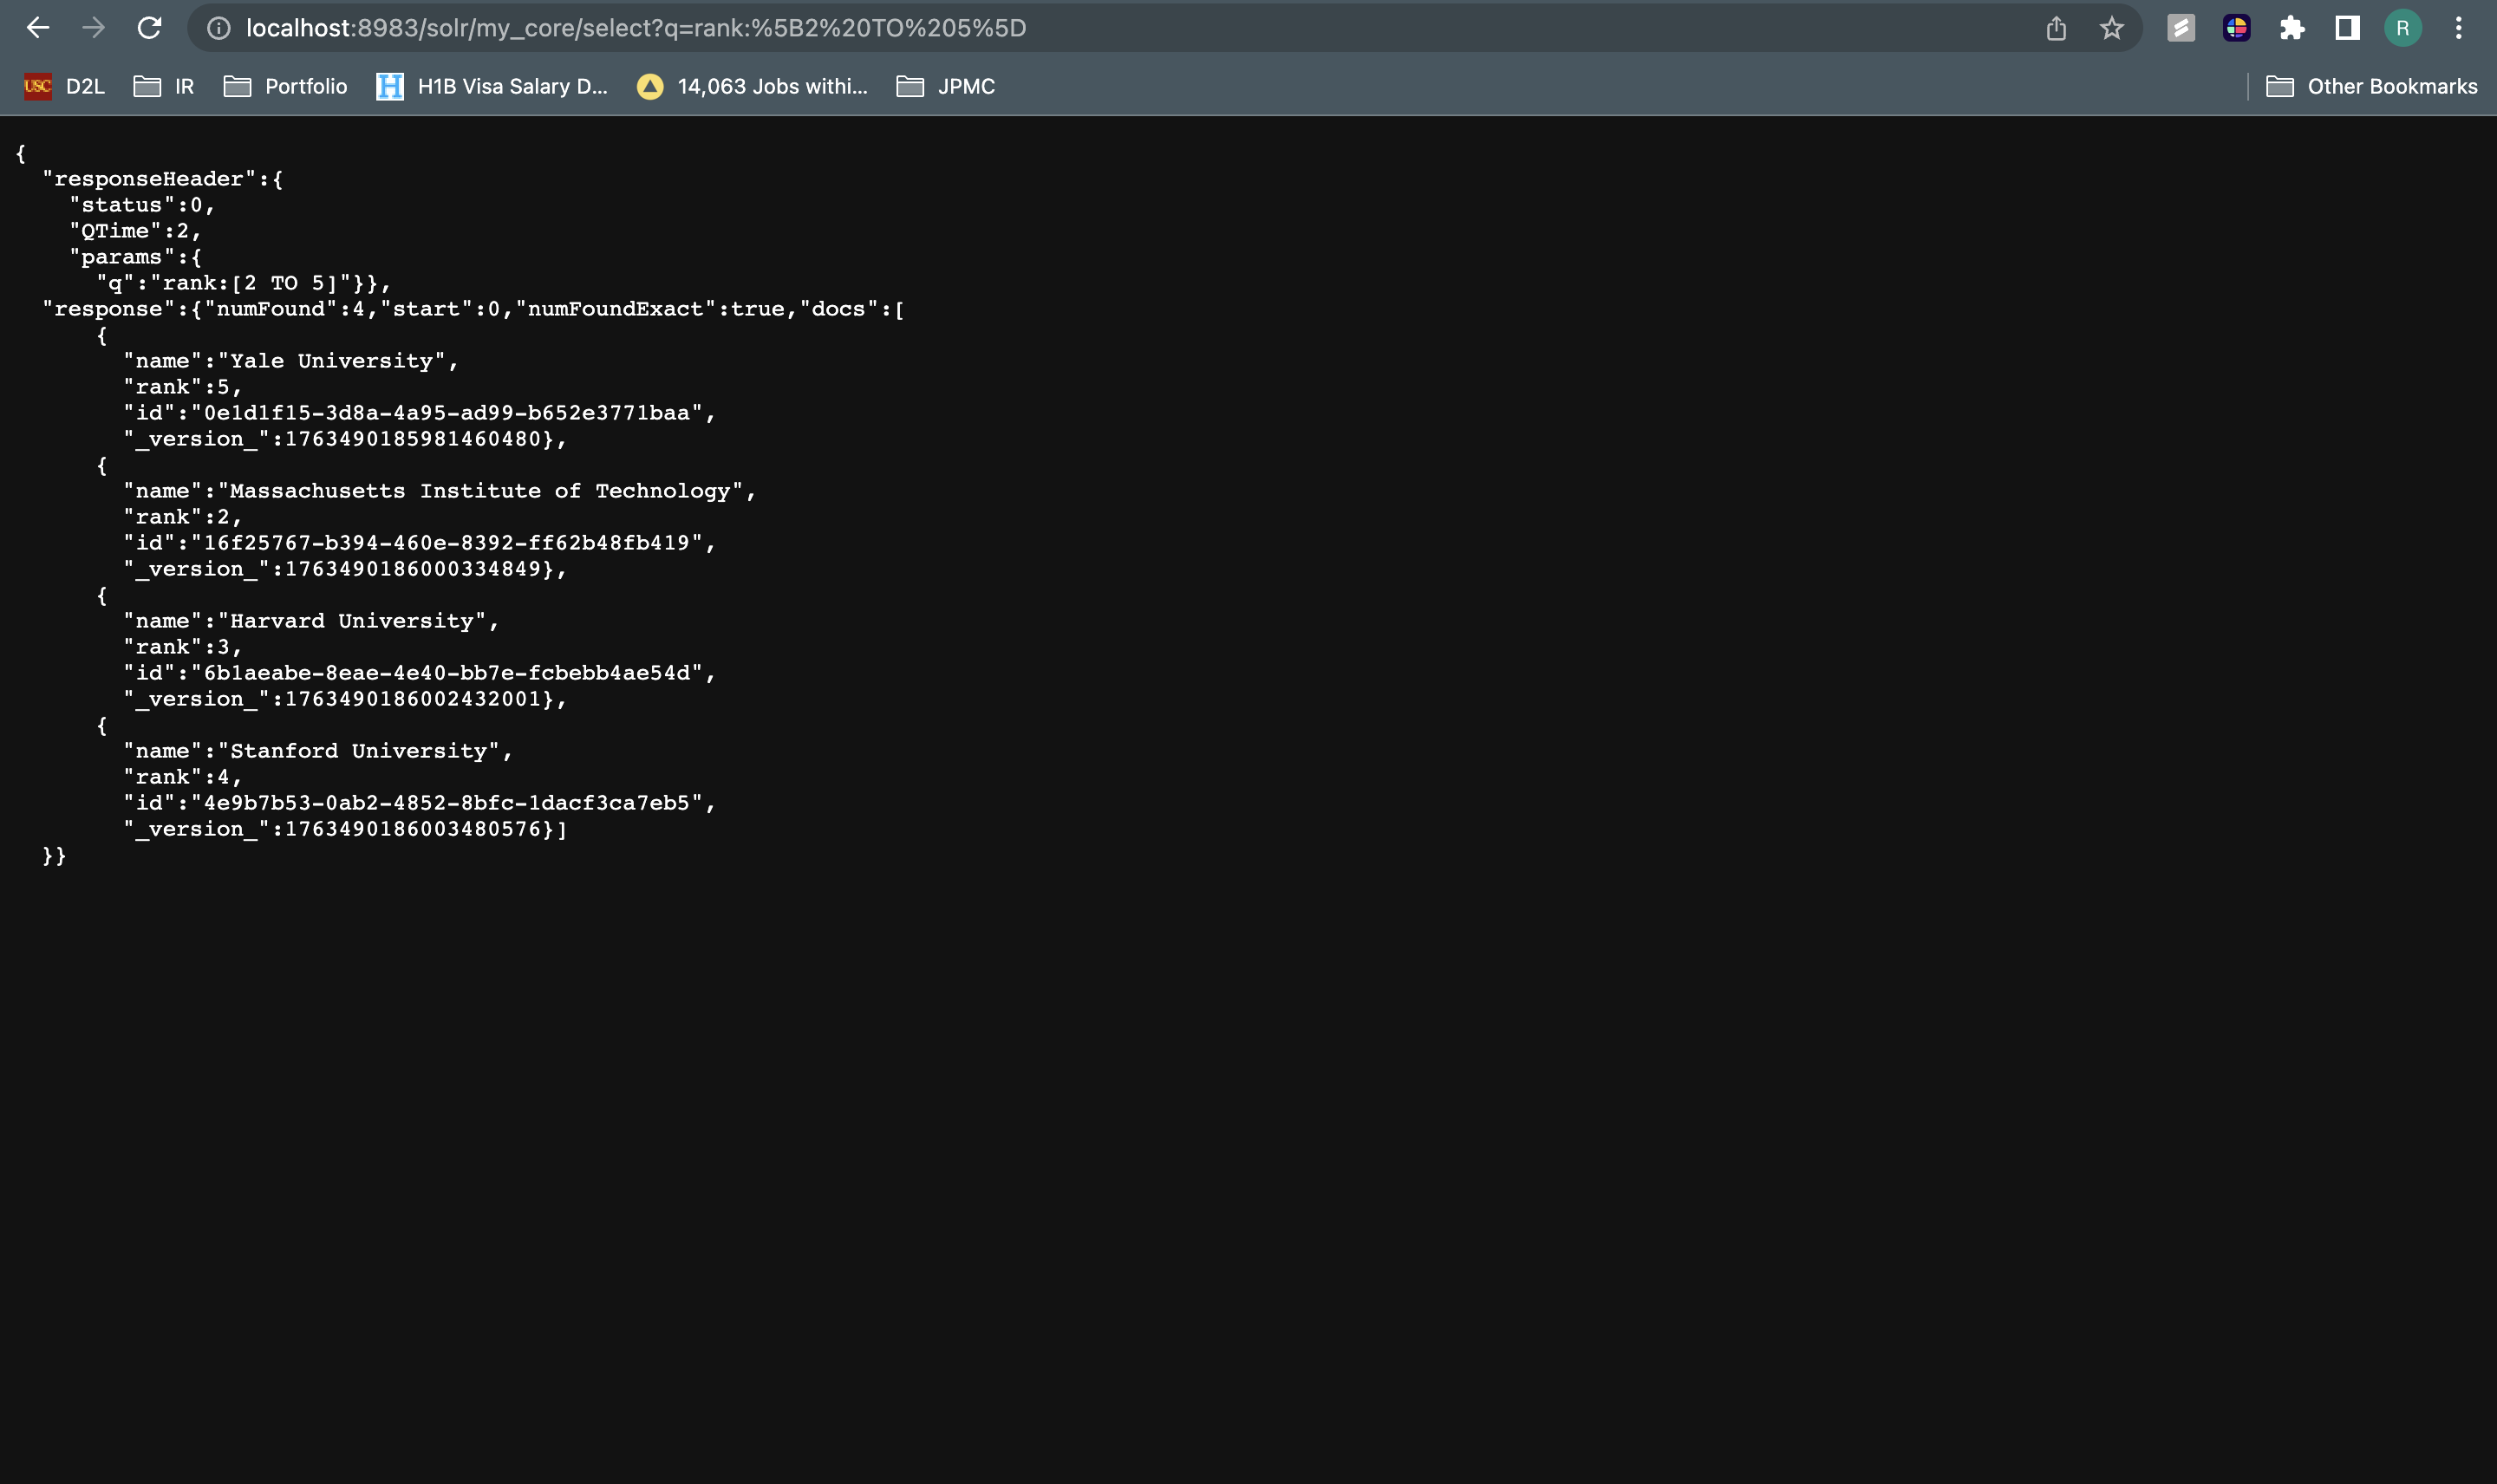 localhost:8983/solr/my_core/select?q=rank:%5B2%20TO%205%5D
R
USC D2L IR Portfolio H H1B Visa Salary D... 14,063 Jobs withi... JPMC Other Bookmarks
{
  "responseHeader":{
    "status":0,
    "QTime":2,
    "params":{
      "q":"rank:[2 TO 5]"}},
  "response":{"numFound":4,"start":0,"numFoundExact":true,"docs":[
      {
        "name":"Yale University",
        "rank":5,
        "id":"0e1d1f15-3d8a-4a95-ad99-b652e3771baa",
        "_version_":1763490185981460480},
      {
        "name":"Massachusetts Institute of Technology",
        "rank":2,
        "id":"16f25767-b394-460e-8392-ff62b48fb419",
        "_version_":1763490186000334849},
      {
        "name":"Harvard University",
        "rank":3,
        "id":"6b1aeabe-8eae-4e40-bb7e-fcbebb4ae54d",
        "_version_":1763490186002432001},
      {
        "name":"Stanford University",
        "rank":4,
        "id":"4e9b7b53-0ab2-4852-8bfc-1dacf3ca7eb5",
        "_version_":1763490186003480576}]
  }}